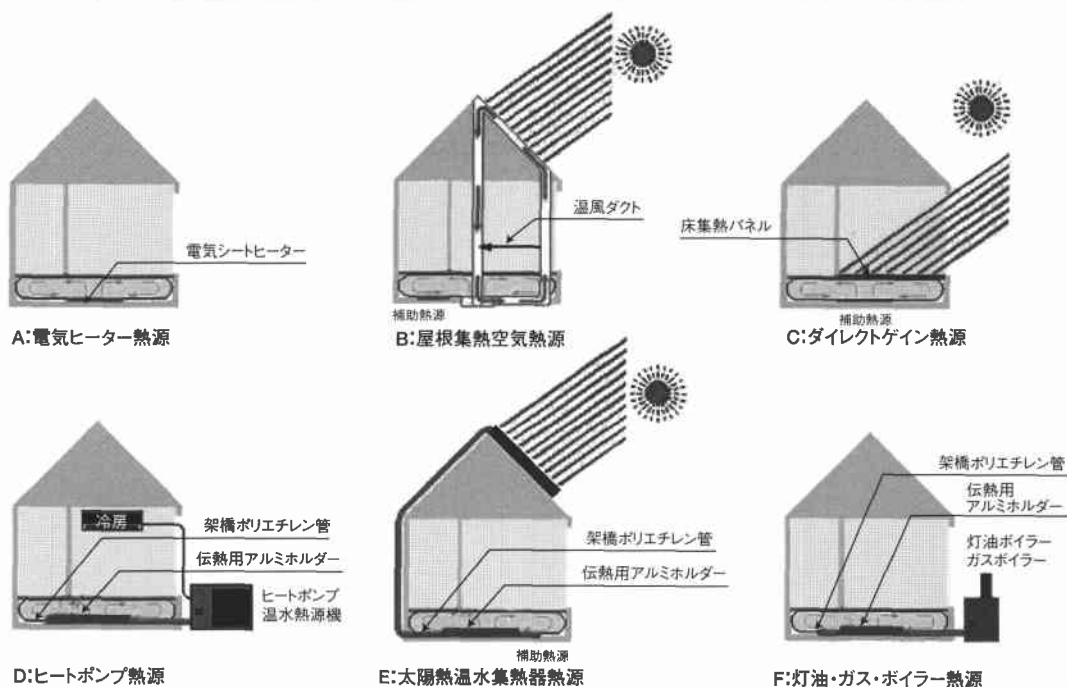 電気シートヒーター
A:電気ヒーター熱源
温風ダクト
補助熱源
B:屋根集熱空気熱源
床集熱パネル
補助熱源
C:ダイレクトゲイン熱源
冷房
架橋ポリエチレン管
伝熱用アルミホルダー
ヒートポンプ
温水熱源機
D:ヒートポンプ熱源
架橋ポリエチレン管
伝熱用アルミホルダー
補助熱源
E:太陽熱温水集熱器熱源
架橋ポリエチレン管
伝熱用
アルミホルダー
灯油ボイラー
ガスボイラー
F:灯油・ガス・ボイラー熱源